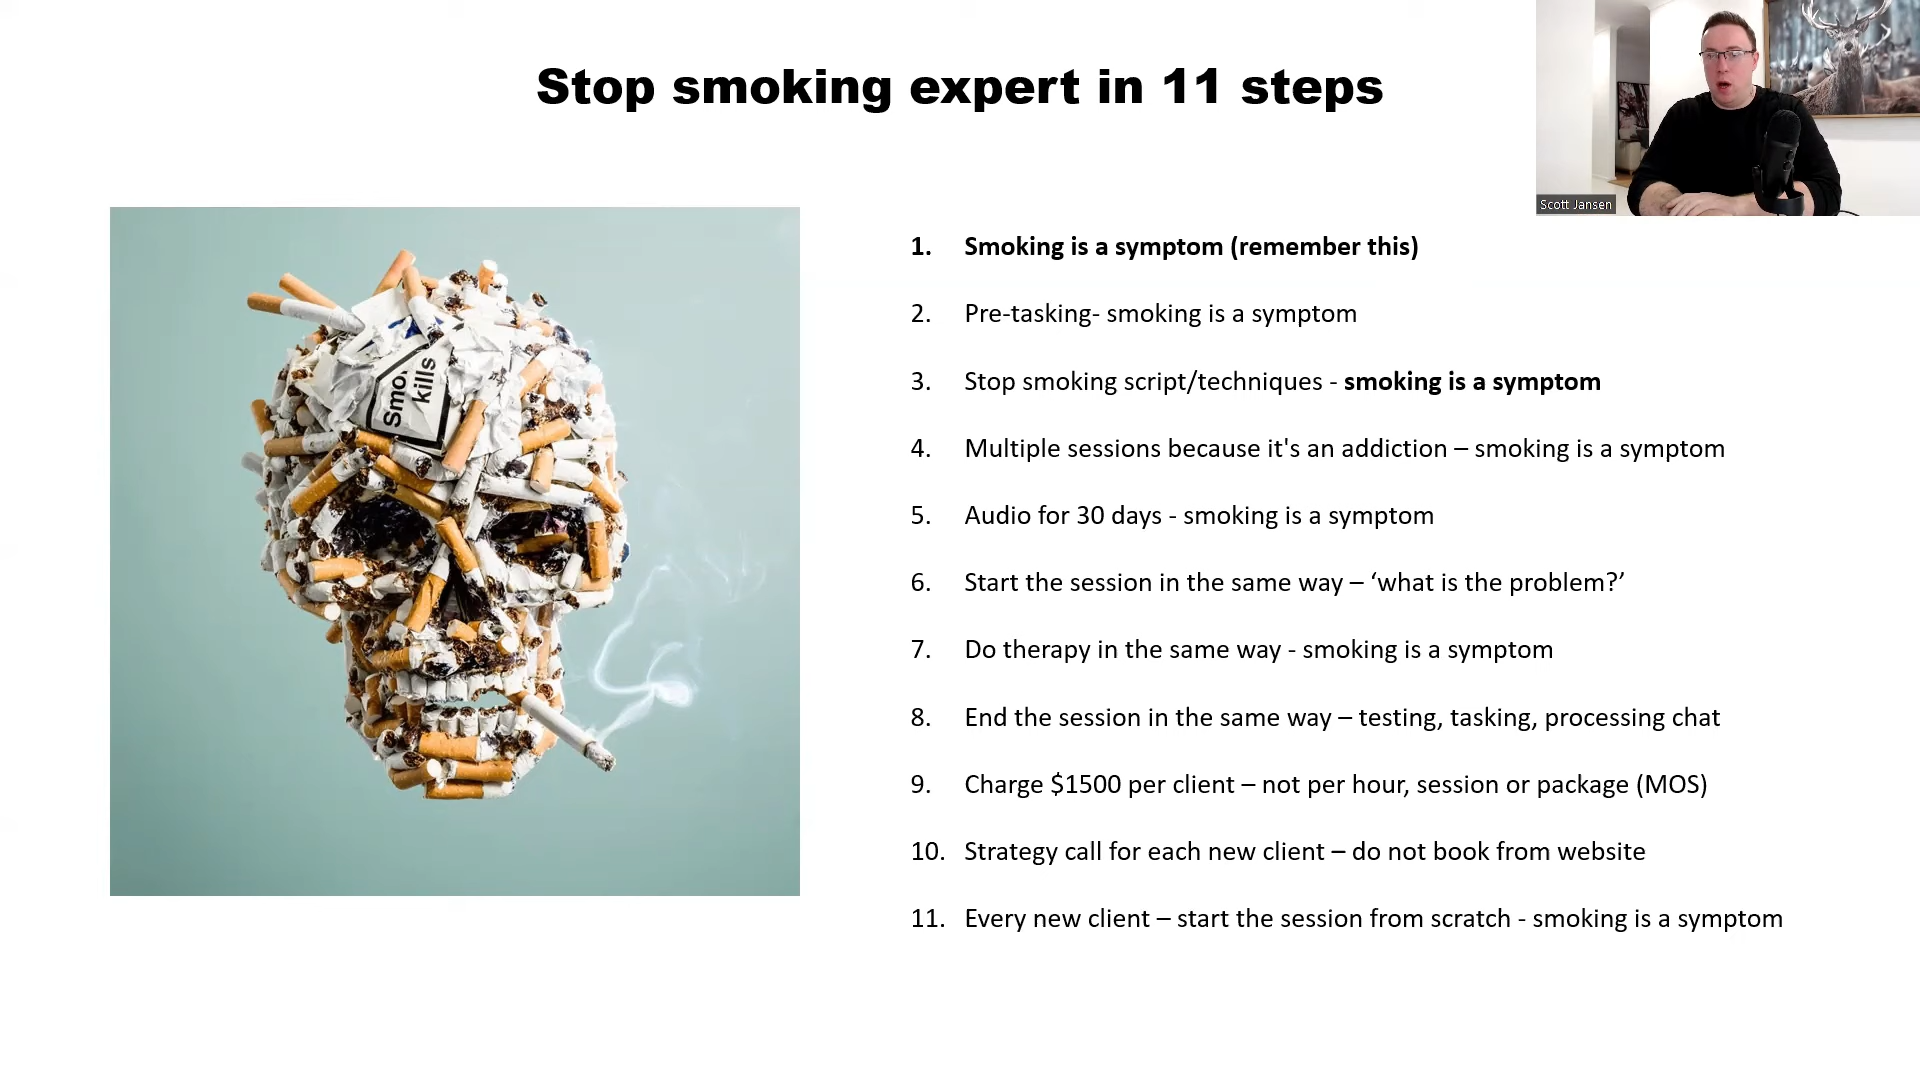 Stop smoking expert in 11 steps
Scott Jansen
Smo
kills
1. Smoking is a symptom (remember this)
2. Pre-tasking- smoking is a symptom
3. Stop smoking script/techniques - smoking is a symptom
4. Multiple sessions because it's an addiction – smoking is a symptom
5. Audio for 30 days - smoking is a symptom
6. Start the session in the same way – ‘what is the problem?’
7. Do therapy in the same way - smoking is a symptom
8. End the session in the same way – testing, tasking, processing chat
9. Charge $1500 per client – not per hour, session or package (MOS)
10. Strategy call for each new client – do not book from website
11. Every new client – start the session from scratch - smoking is a symptom